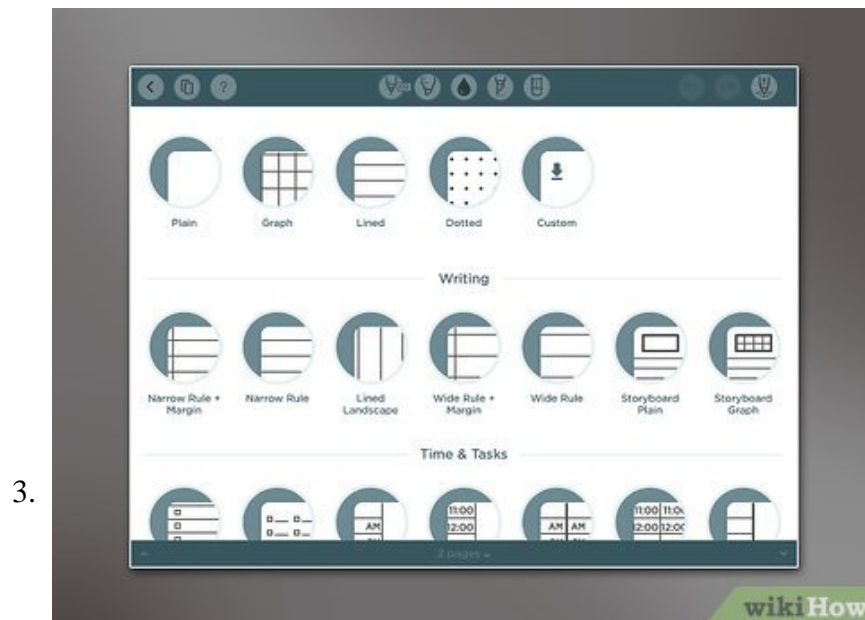 ?
Plain Graph Lined Dotted Custom
Writing
Narrow Rule + Margin
Narrow Rule
Lined Landscape
Wide Rule + Margin
Wide Rule
Storyboard Plain
Storyboard Graph
Time & Tasks
AM
11:00
12:00
AM AM
11:00 11:0
12:00 12:00
2 pages
3.
wikiHow